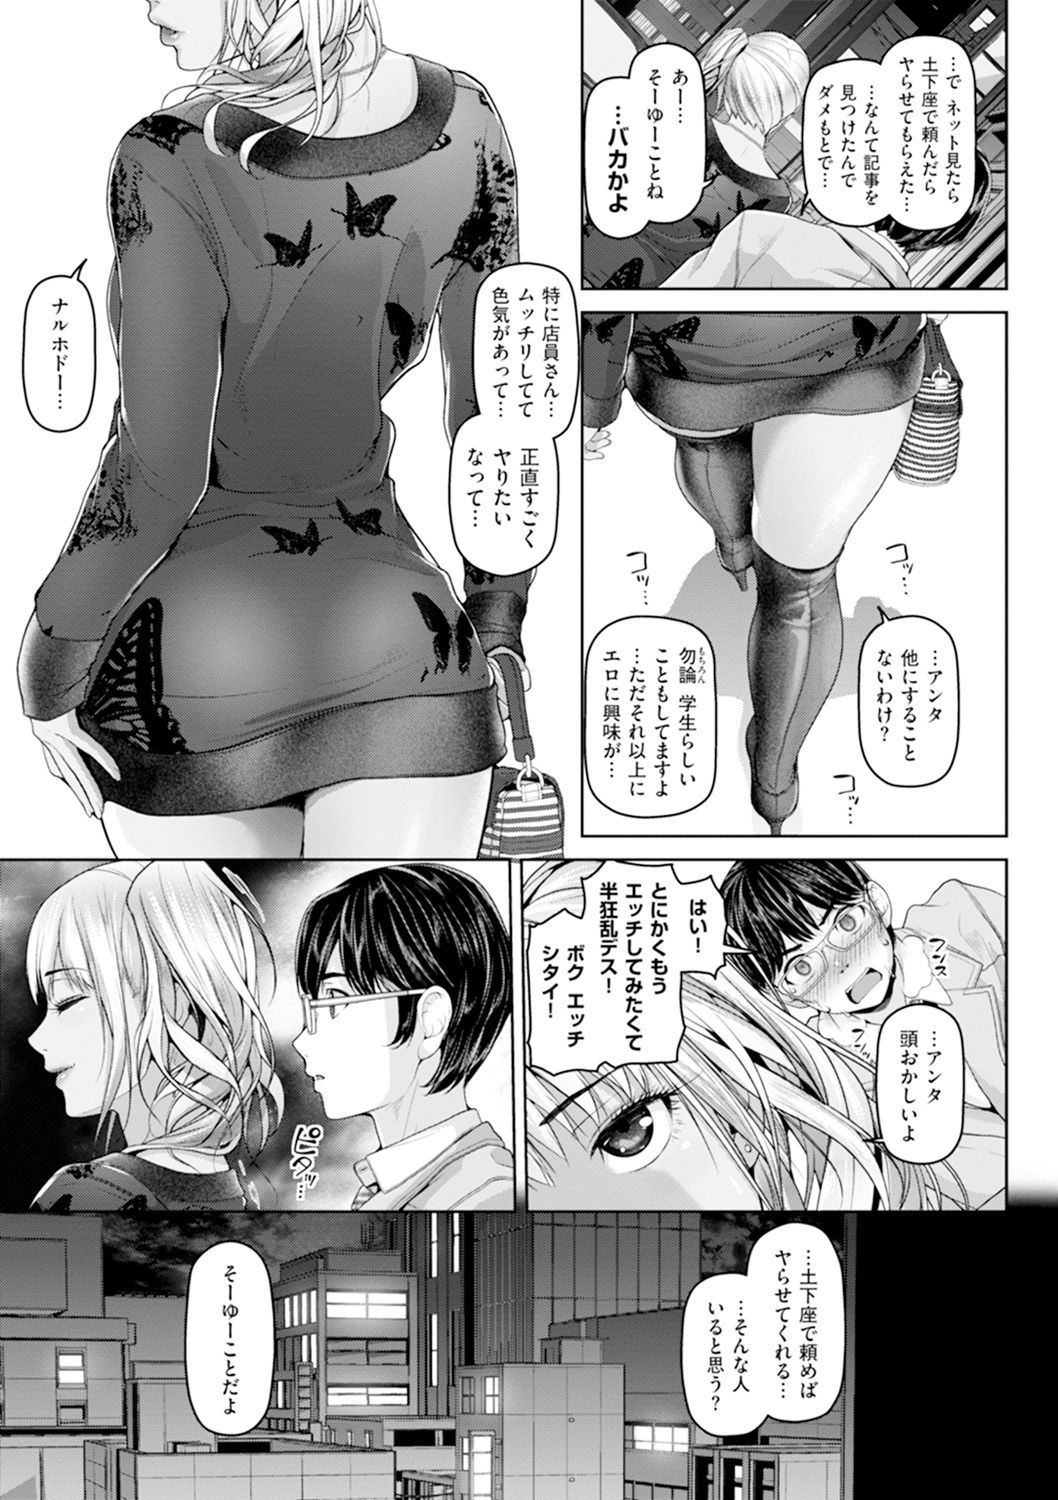 …で ネット見たら
土下座で頼んだら
ヤらせてもらえた…
…なんて記事を
見つけたんで
ダメもとで…
あー…
そーゆーことね
…バカかよ
コッ…
コッ…
…アンタ
他にすること
ないわけ?
勿論 学生らしい
もちろん
こともしてますよ
…ただそれ以上に
エロに興味が…
コッ…
特に店員さん…
ムッチリしてて
色気があって…
正直すごく
ヤりたい
なって…
ナルホドー…
…アンタ
頭おかしいよ
はい!
とにかくもう
エッチしてみたくて
半狂乱デス!
ボク エッチ
シタイ!
ピタッ…
…土下座で頼めば
ヤらせてくれる…
…そんな人
いると思う?
そーゆーことだよ